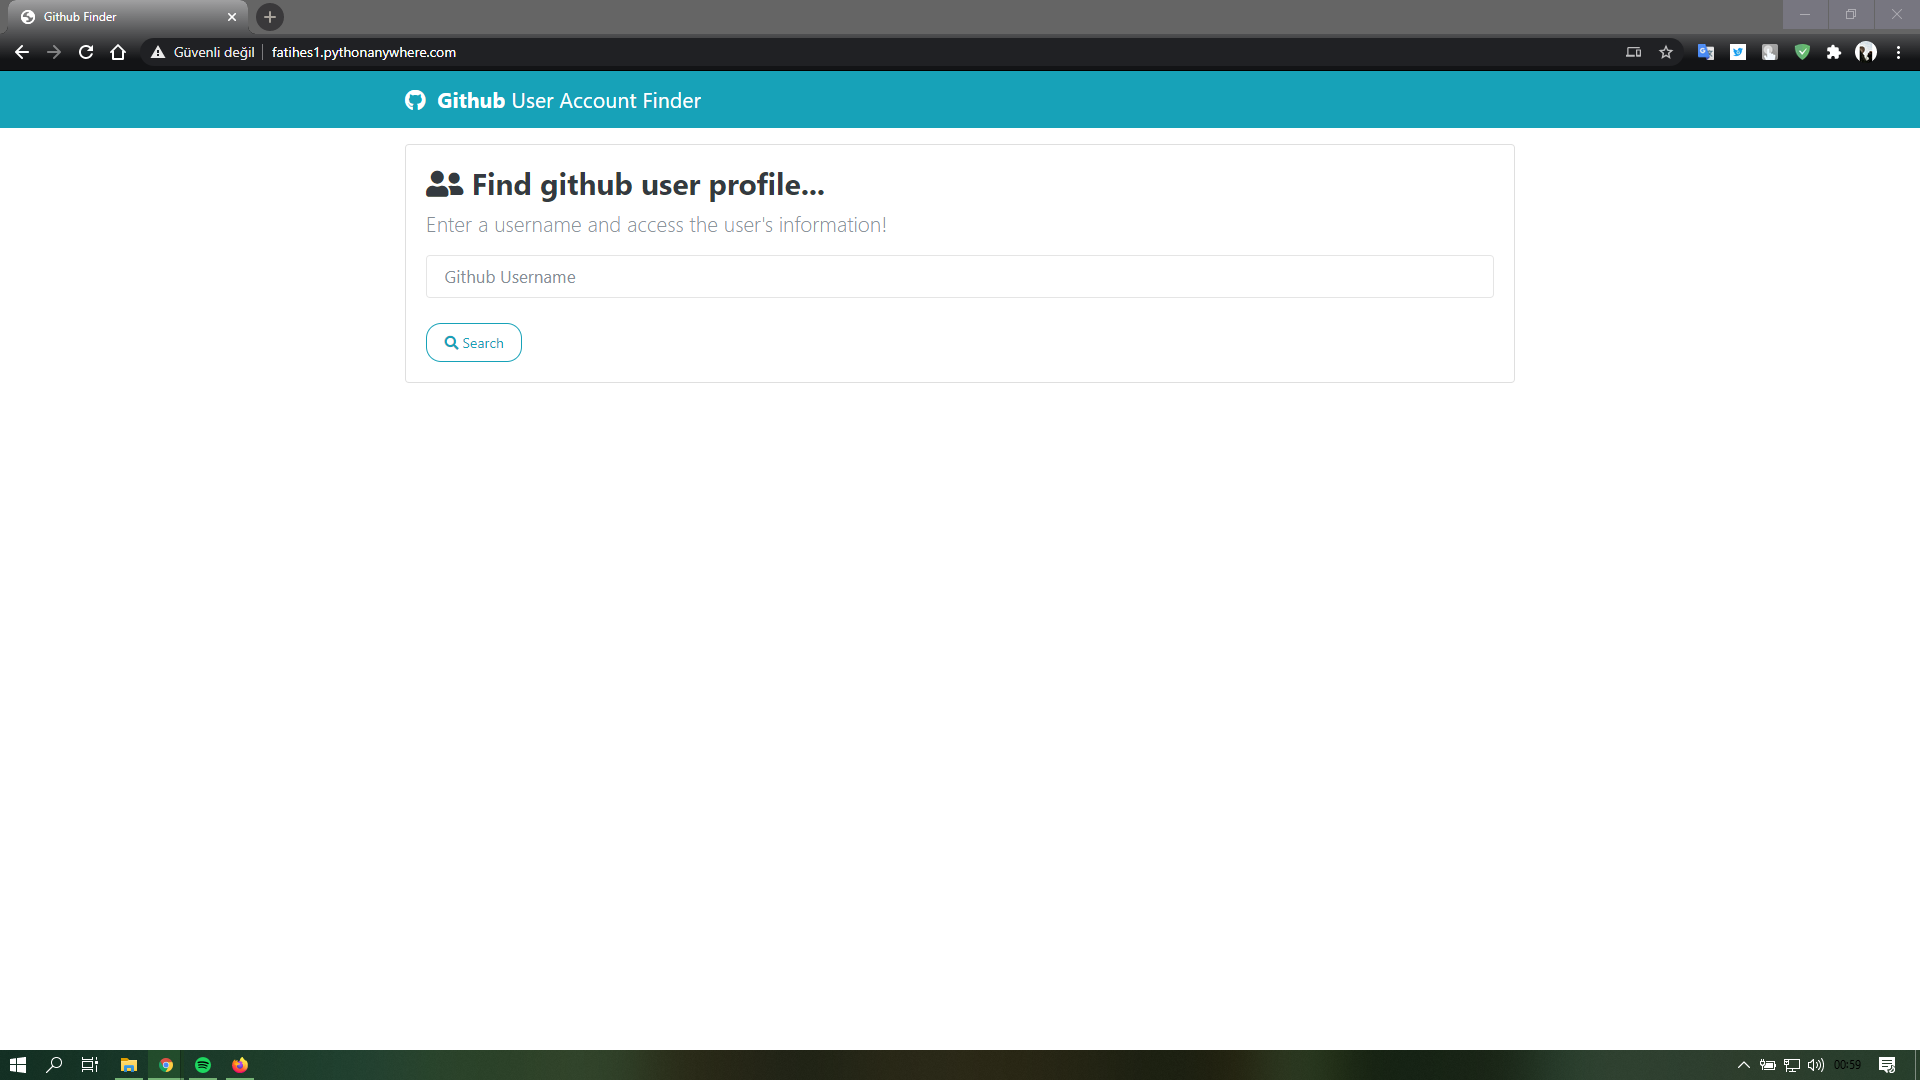 Github Finder
Güvenli değil
fatihes1.pythonanywhere.com
Github User Account Finder
Find github user profile...
Enter a username and access the user's information!
Github Username
Search
00:59